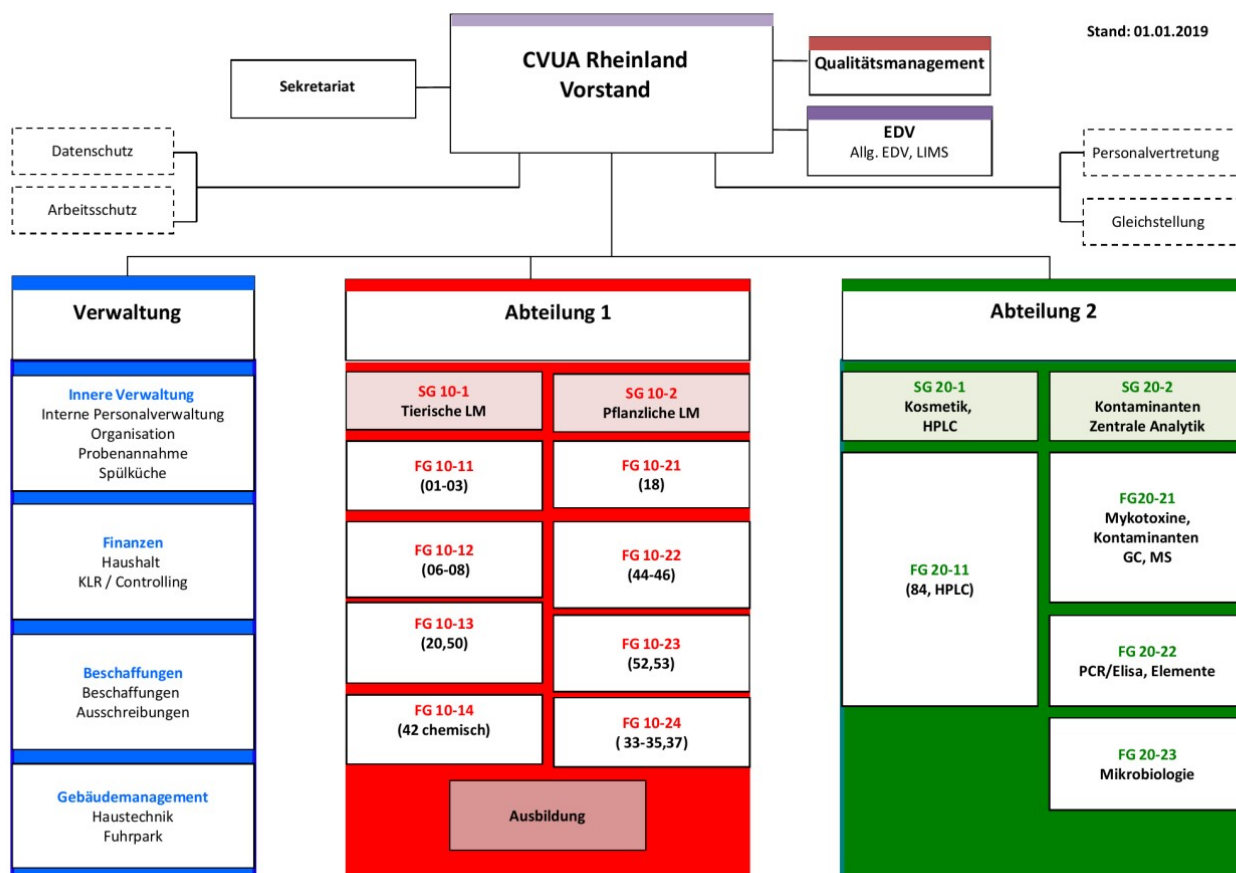 Stand: 01.01.2019
CVUA Rheinland
Vorstand
Sekretariat
Qualitätsmanagement
EDV
Allg. EDV, LIMS
Datenschutz
Arbeitsschutz
Personalvertretung
Gleichstellung
Verwaltung
Innere Verwaltung
Interne Personalverwaltung
Organisation
Probenannahme
Spülküche
Finanzen
Haushalt
KLR / Controlling
Beschaffungen
Beschaffungen
Ausschreibungen
Gebäudemanagement
Haustechnik
Fuhrpark
Abteilung 1
SG 10-1
Tierische LM
FG 10-11
(01-03)
FG 10-12
(06-08)
FG 10-13
(20,50)
FG 10-14
(42 chemisch)
SG 10-2
Pflanzliche LM
FG 10-21
(18)
FG 10-22
(44-46)
FG 10-23
(52,53)
FG 10-24
( 33-35,37)
Ausbildung
Abteilung 2
SG 20-1
Kosmetik,
HPLC
FG 20-11
(84, HPLC)
SG 20-2
Kontaminanten
Zentrale Analytik
FG20-21
Mykotoxine,
Kontaminanten
GC, MS
FG 20-22
PCR/Elisa, Elemente
FG 20-23
Mikrobiologie